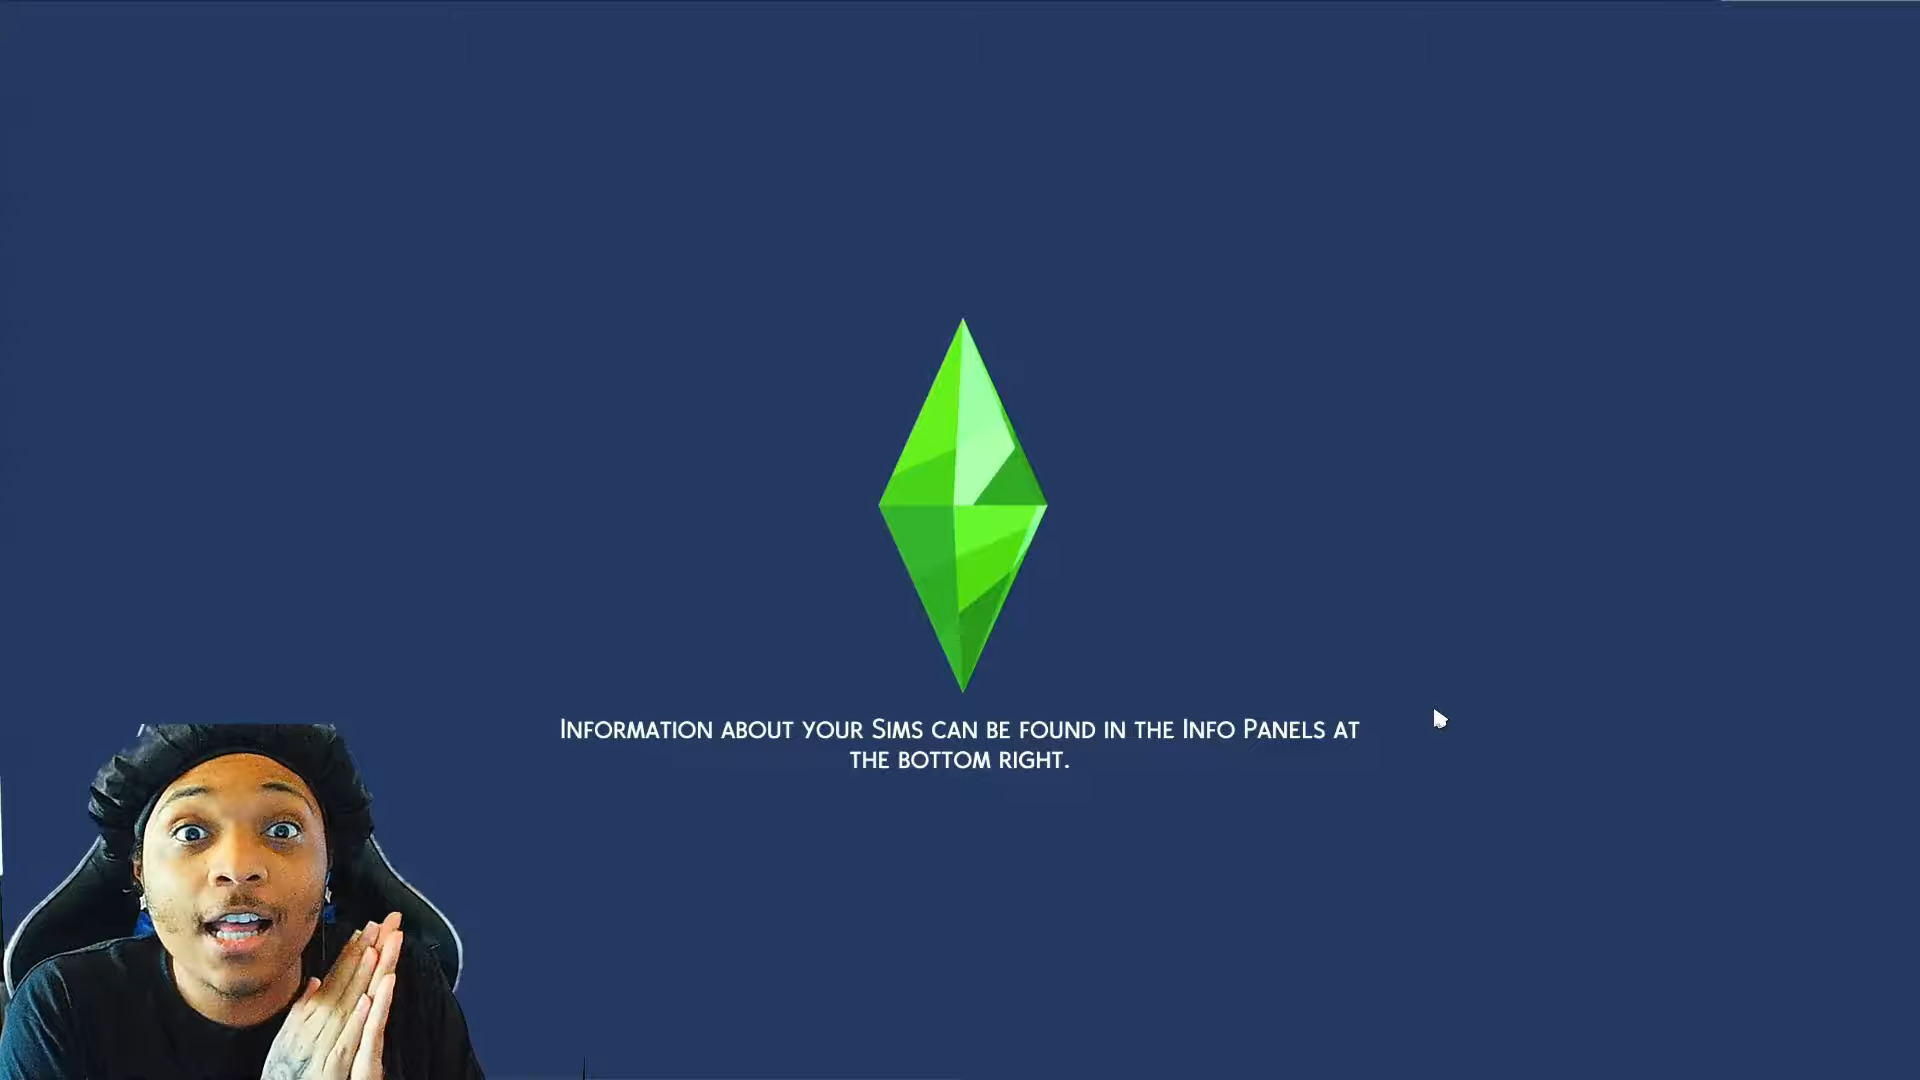 Information about your Sims can be found in the Info Panels at
the bottom right.